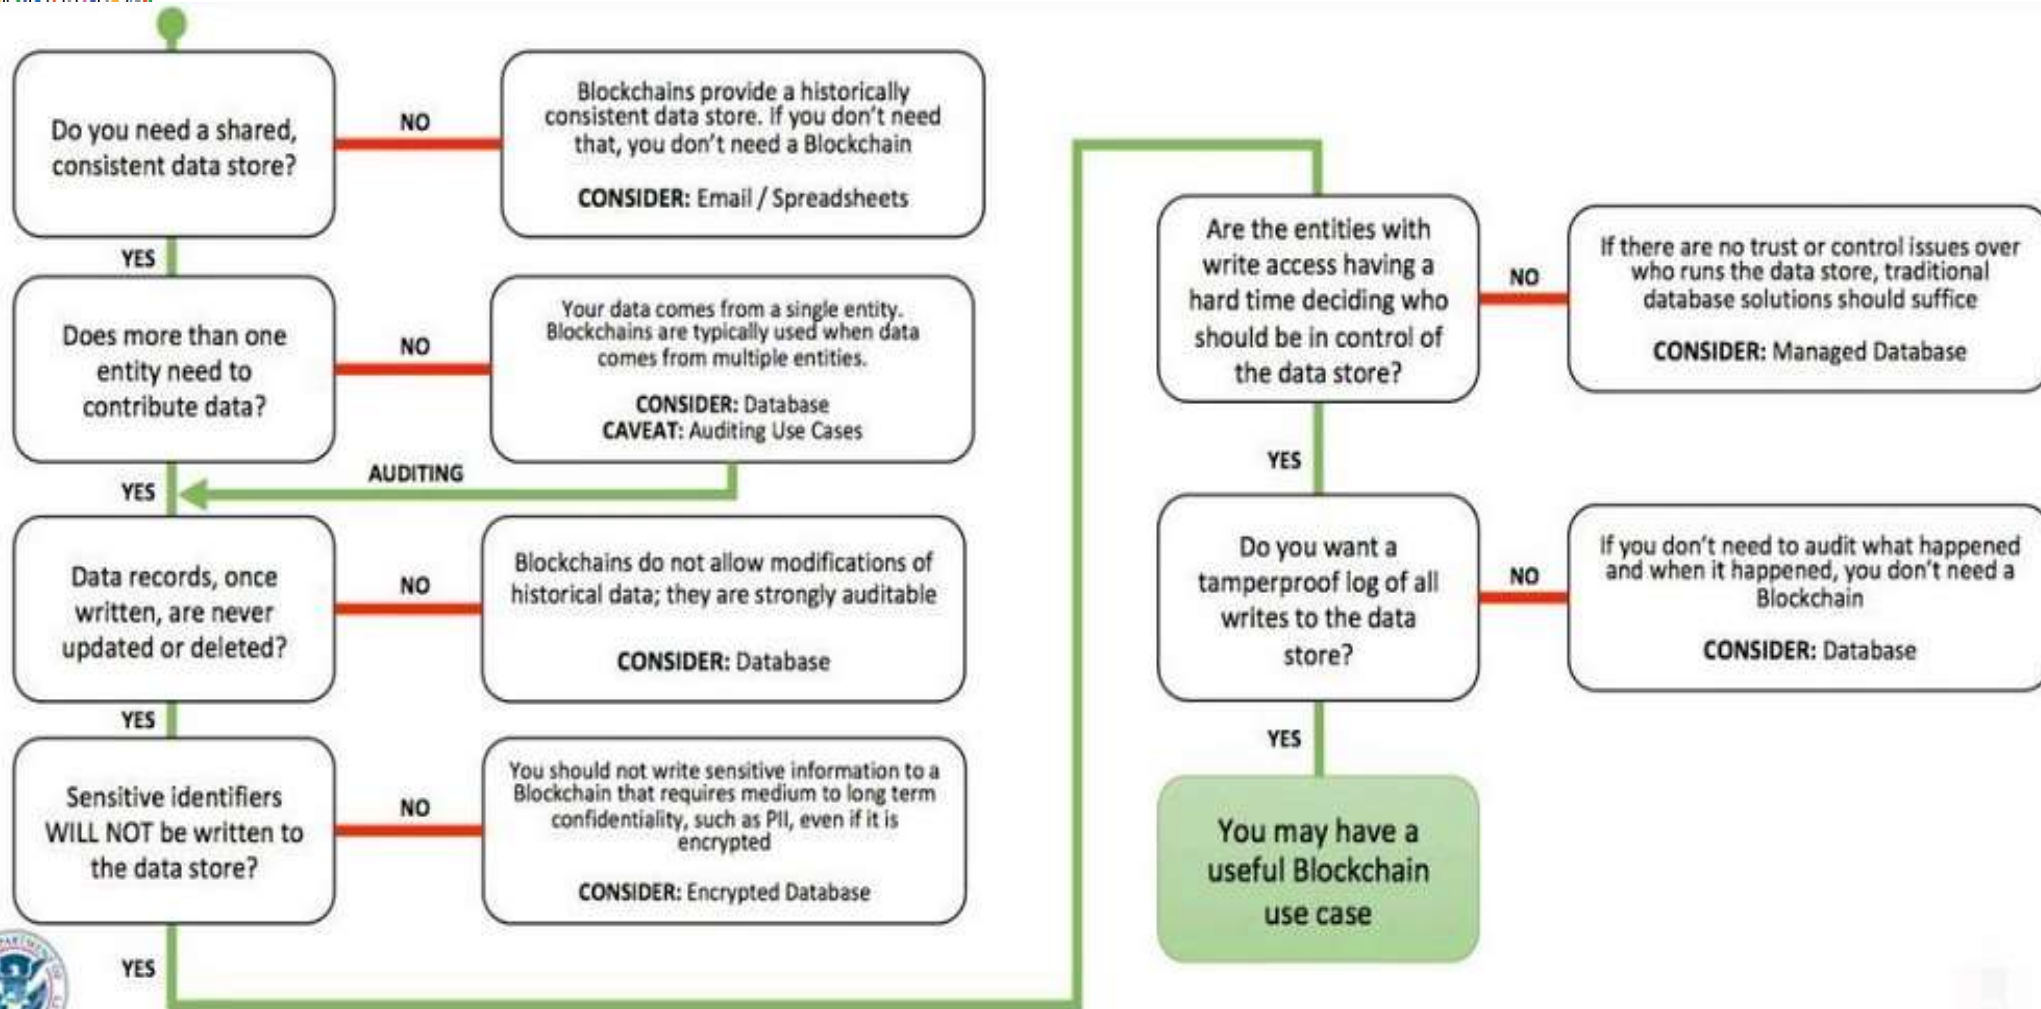 Do you need a shared,
consistent data store?
NO
Blockchains provide a historically
consistent data store. If you don't need
that, you don't need a Blockchain
CONSIDER: Email / Spreadsheets
YES
Does more than one
entity need to
contribute data?
NO
Your data comes from a single entity.
Blockchains are typically used when data
comes from multiple entities.
CONSIDER: Database
CAVEAT: Auditing Use Cases
AUDITING
YES
Data records, once
written, are never
updated or deleted?
NO
Blockchains do not allow modifications of
historical data; they are strongly auditable
CONSIDER: Database
YES
Sensitive identifiers
WILL NOT be written to
the data store?
NO
You should not write sensitive information to a
Blockchain that requires medium to long term
confidentiality, such as PII, even if it is
encrypted
CONSIDER: Encrypted Database
YES
Are the entities with
write access having a
hard time deciding who
should be in control of
the data store?
NO
If there are no trust or control issues over
who runs the data store, traditional
database solutions should suffice
CONSIDER: Managed Database
YES
Do you want a
tamperproof log of all
writes to the data
store?
NO
If you don't need to audit what happened
and when it happened, you don't need a
Blockchain
CONSIDER: Database
YES
You may have a
useful Blockchain
use case